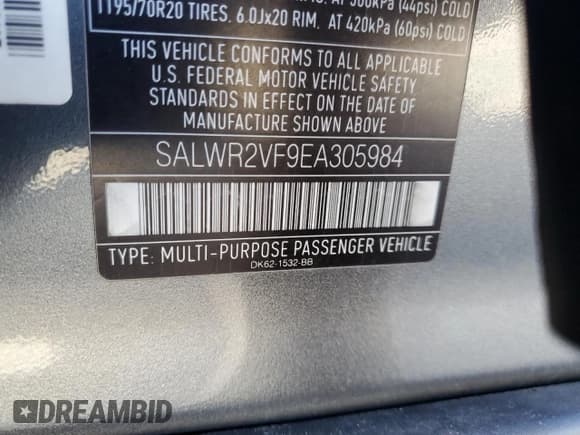 (44psi) COLD
T195/70R20 TIRES. 6.0Jx20 RIM. AT 420kPa (60psi) COLD
THIS VEHICLE CONFORMS TO ALL APPLICABLE
U.S. FEDERAL MOTOR VEHICLE SAFETY
STANDARDS IN EFFECT ON THE DATE OF
MANUFACTURE SHOWN ABOVE
SALWR2VF9EA305984
TYPE: MULTI-PURPOSE PASSENGER VEHICLE
DK62-1532-BB
DREAMBID